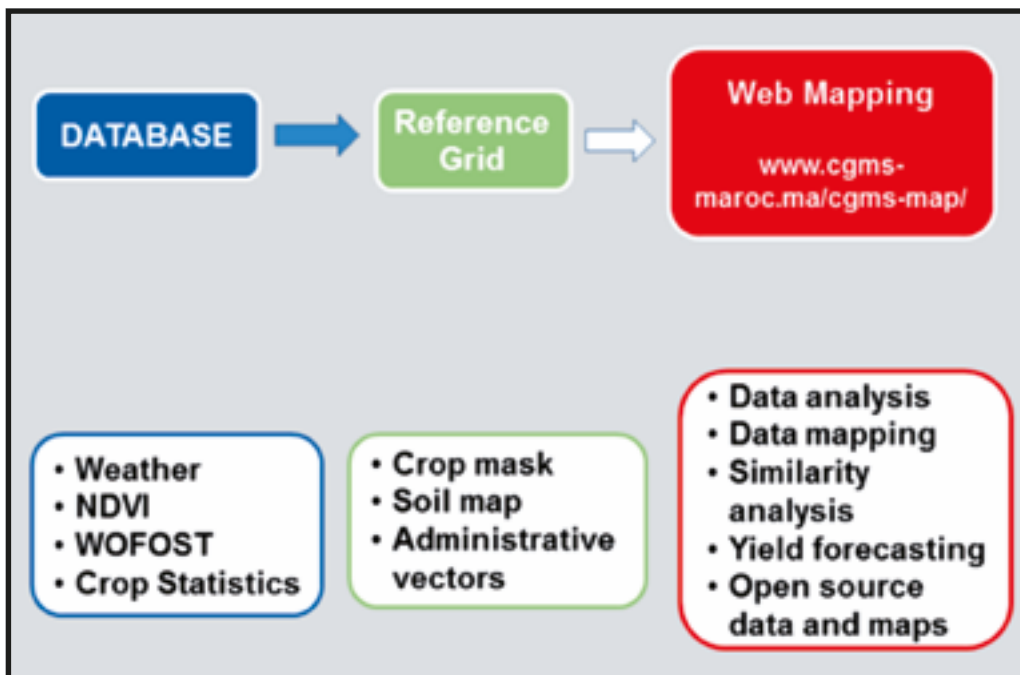 DATABASE
Reference
Grid
Web Mapping
www.cgms-
maroc.ma/cgms-map/
• Weather
• NDVI
• WOFOST
• Crop Statistics
• Crop mask
• Soil map
• Administrative
vectors
• Data analysis
• Data mapping
• Similarity
analysis
• Yield forecasting
• Open source
data and maps